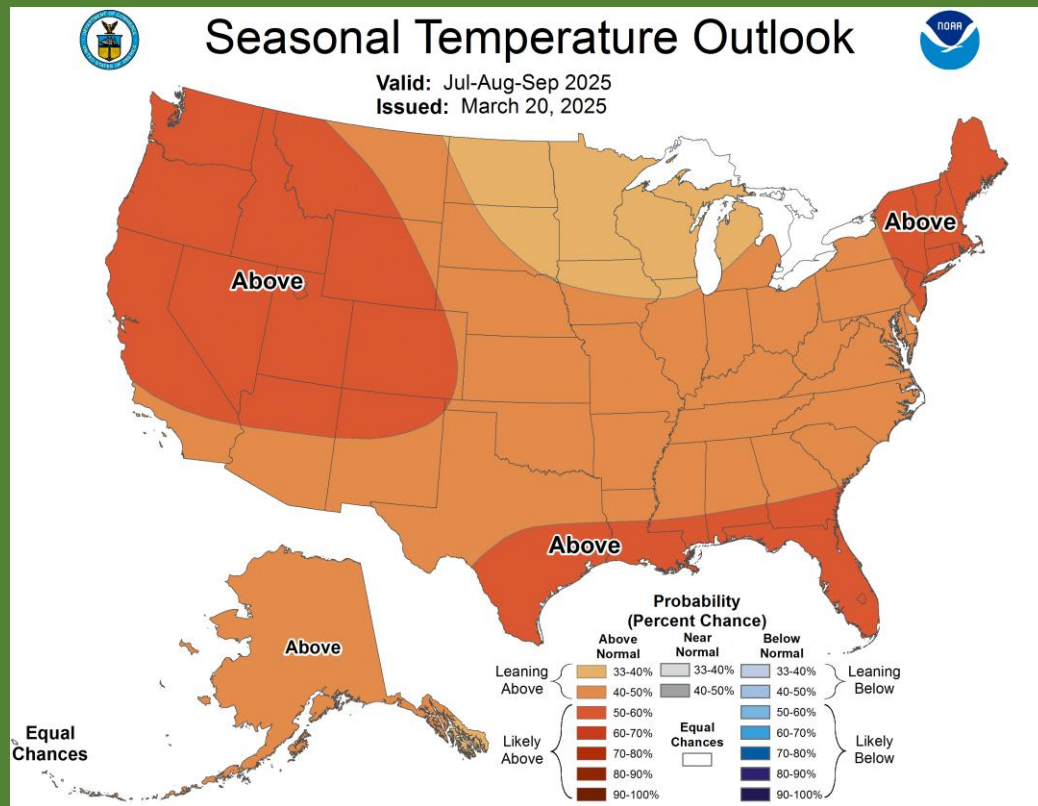 Seasonal Temperature Outlook
NOAA
Valid: Jul-Aug-Sep 2025
Issued: March 20, 2025
Above
Above
Above
Above
Equal
Chances
Probability
(Percent Chance)
Above
Normal
Near
Normal
Below
Normal
Leaning
Above
33-40%
33-40%
33-40%
Leaning
Below
40-50%
40-50%
40-50%
Likely
Above
50-60%
50-60%
Likely
Below
60-70%
60-70%
70-80%
70-80%
80-90%
80-90%
90-100%
90-100%
Equal
Chances